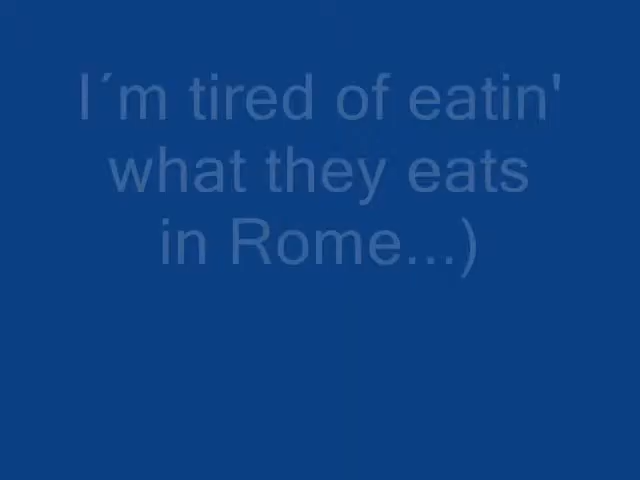 I´m tired of eatin'
what they eats
in Rome...)